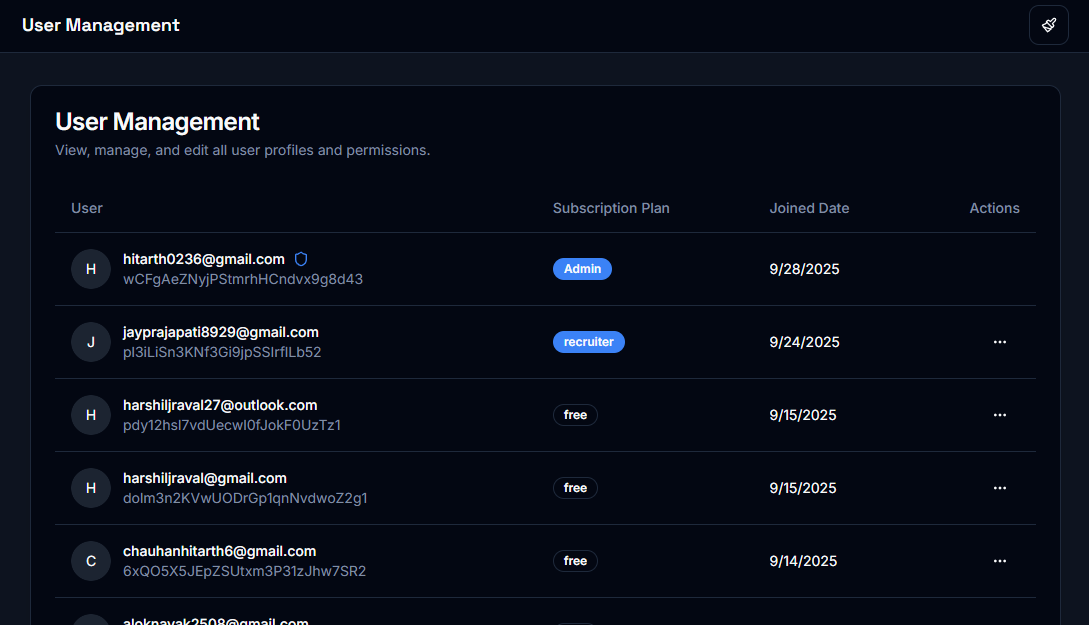 User Management
User Management
View, manage, and edit all user profiles and permissions.
User Subscription Plan Joined Date Actions
H hitarth0236@gmail.com Admin 9/28/2025
wCFgAeZNyjPStmrhHCndvx9g8d43
J jayprajapati8929@gmail.com recruiter 9/24/2025 ...
H harshiljraval27@outlook.com free 9/15/2025 ...
H harshiljraval@gmail.com free 9/15/2025 ...
C chauhanhitarth6@gmail.com free 9/14/2025 ...
6xQO5X5JEpZSUtxm3P31zJhw7SR2
aloknayak2508@gmail.com